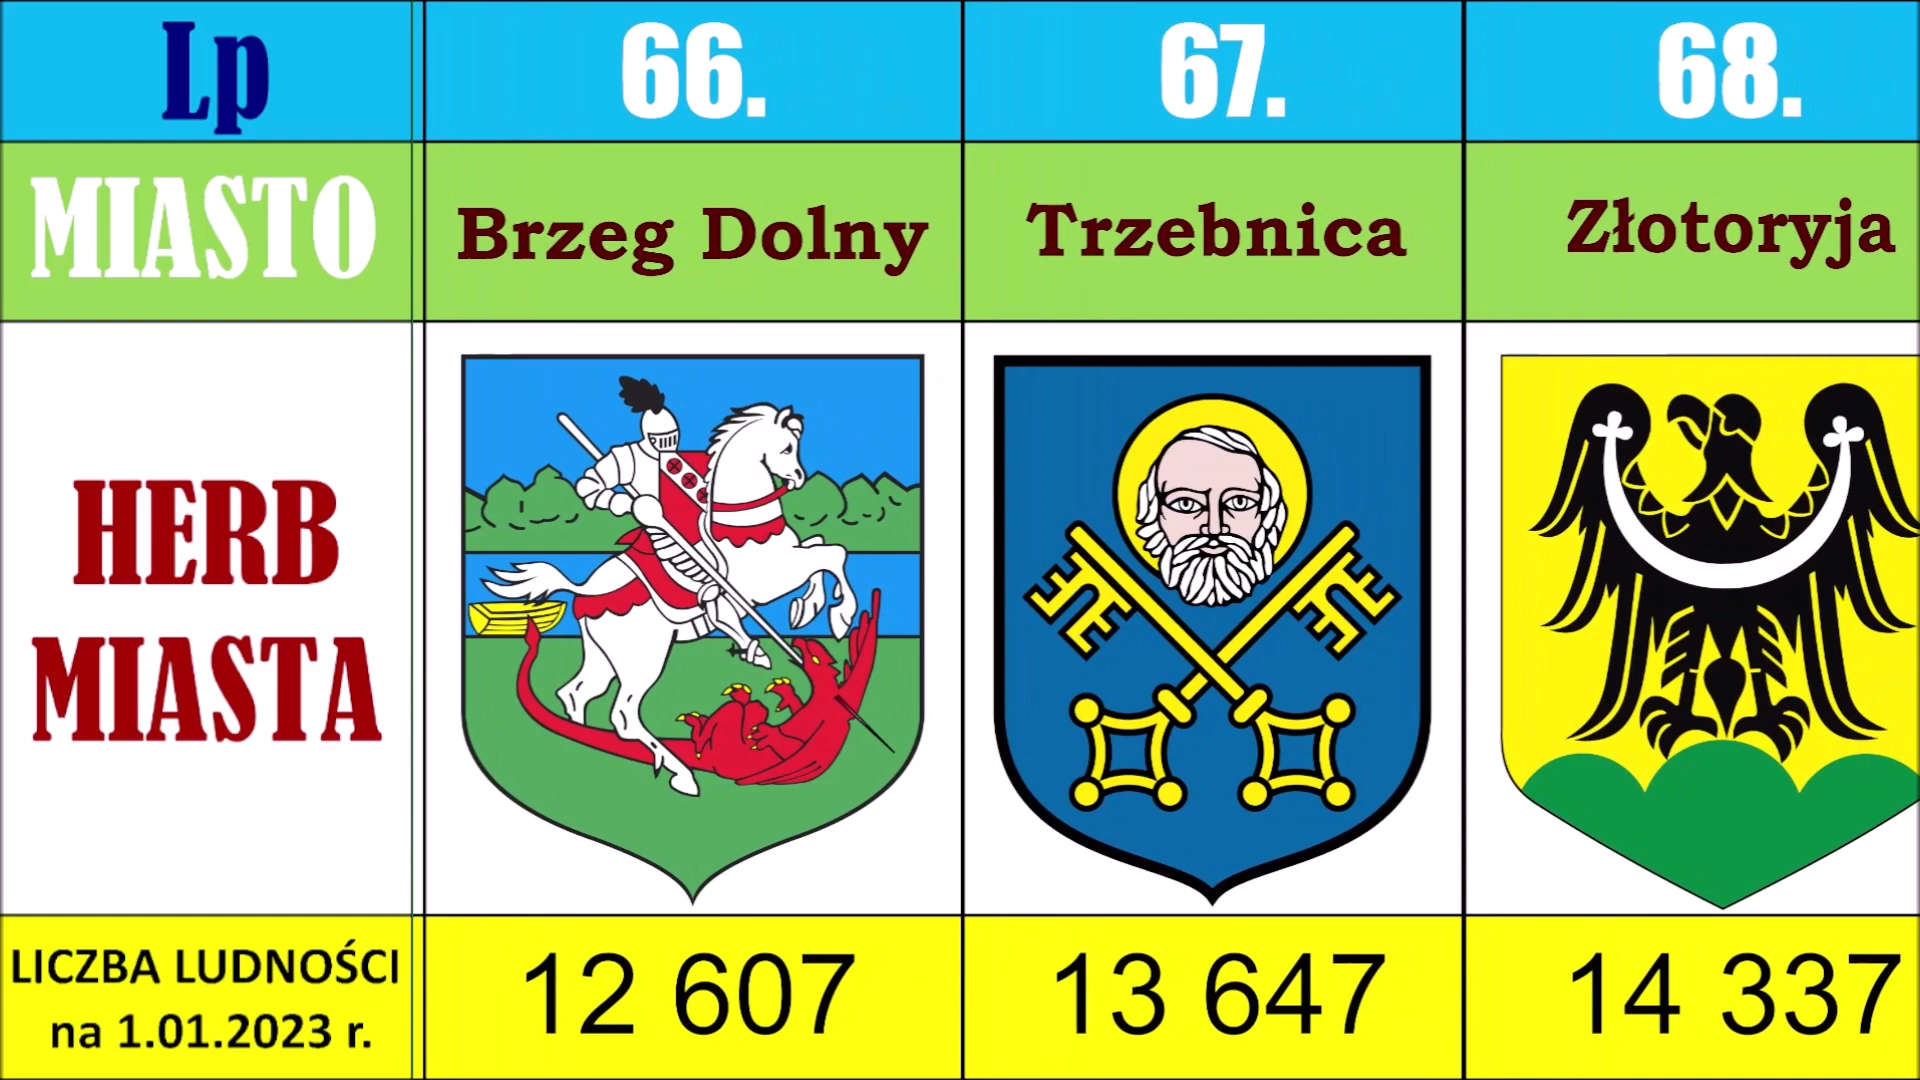 Lp 66. 67. 68.
MIASTO Brzeg Dolny Trzebnica Złotoryja
HERB
MIASTA
LICZBA LUDNOŚCI
na 1.01.2023 r. 12 607 13 647 14 337